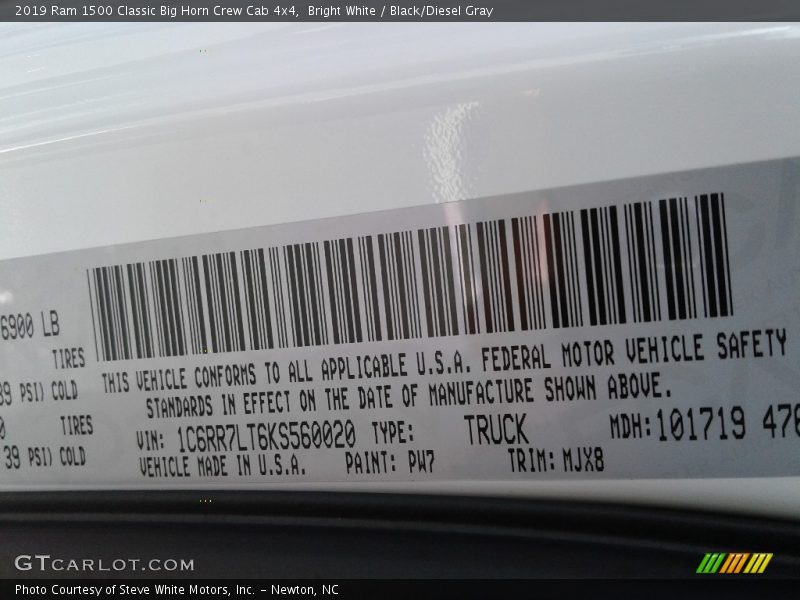 2019 Ram 1500 Classic Big Horn Crew Cab 4x4, Bright White / Black/Diesel Gray
6900 LB
TIRES
39 PSI) COLD
TIRES
39 PSI) COLD
THIS VEHICLE CONFORMS TO ALL APPLICABLE U.S.A. FEDERAL MOTOR VEHICLE SAFETY
STANDARDS IN EFFECT ON THE DATE OF MANUFACTURE SHOWN ABOVE.
VIN: 1C6RR7LT6KS560020 TYPE: TRUCK MDH: 101719 476
VEHICLE MADE IN U.S.A. PAINT: PW7 TRIM: MJX8
GTCARLOT.COM
Photo Courtesy of Steve White Motors, Inc. – Newton, NC